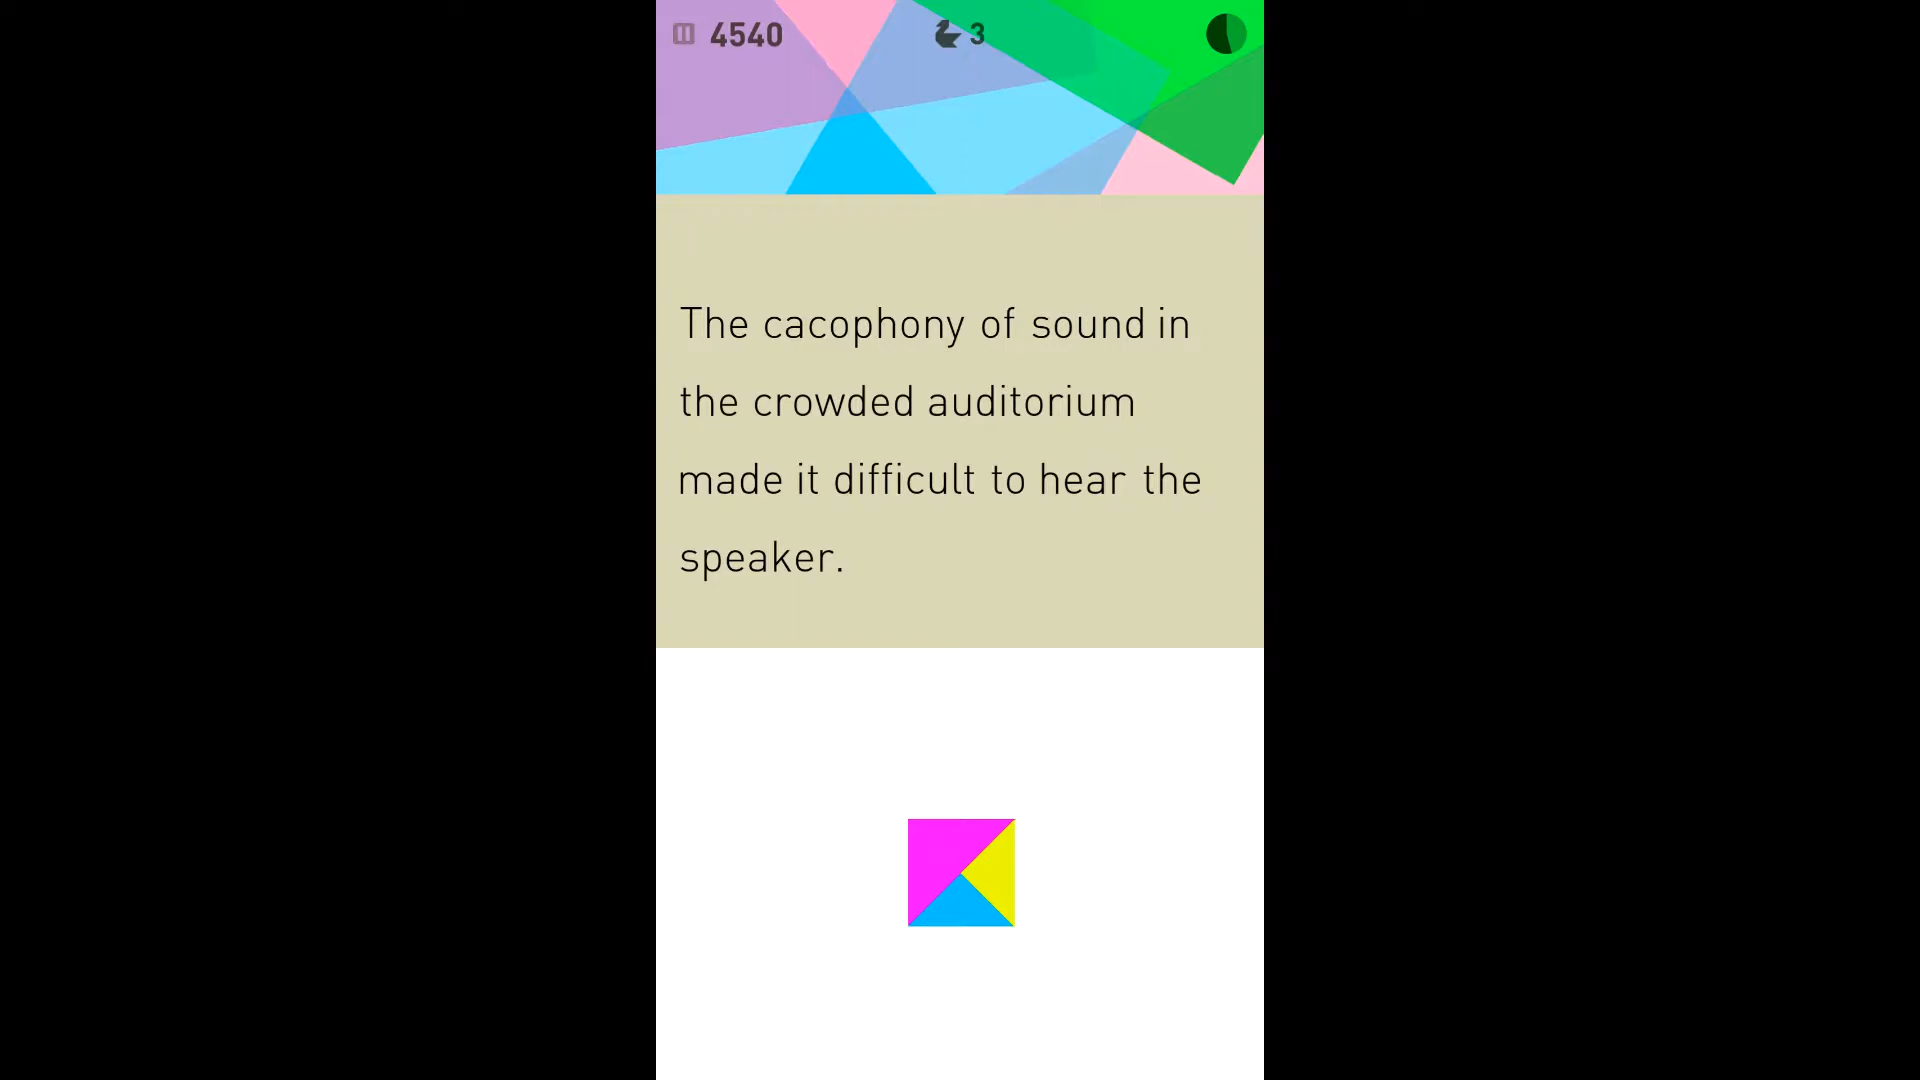 4540 3
The cacophony of sound in
the crowded auditorium
made it difficult to hear the
speaker.